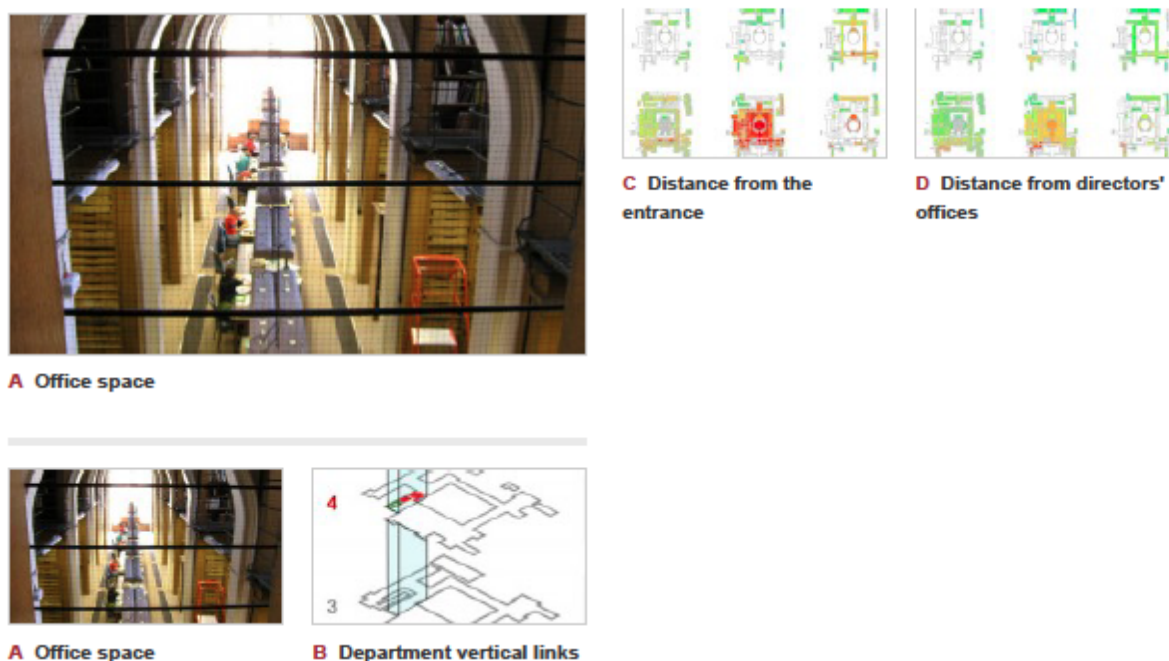 A Office space
C Distance from the
entrance
D Distance from directors'
offices
4
3
A Office space
B Department vertical links